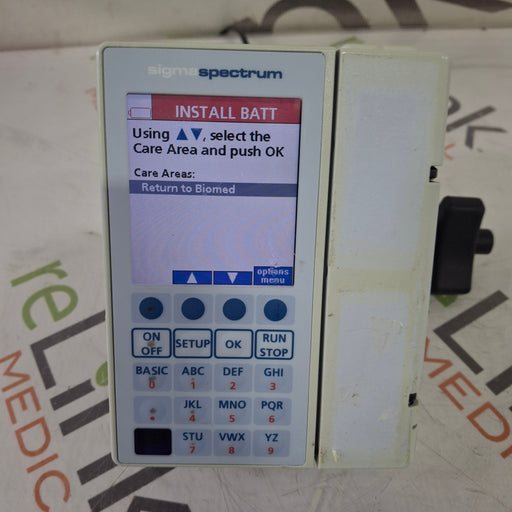 sigmaspectrum
INSTALL BATT
Using ▲▼, select the
Care Area and push OK
Care Areas:
Return to Biomed
▲ ▼ options menu
ON OFF SETUP OK RUN STOP
BASIC 0 ABC 1 DEF 2 GHI 3
. JKL 4 MNO 5 PQR 6
STU 7 VWX 8 YZ 9
reLink
MEDIC